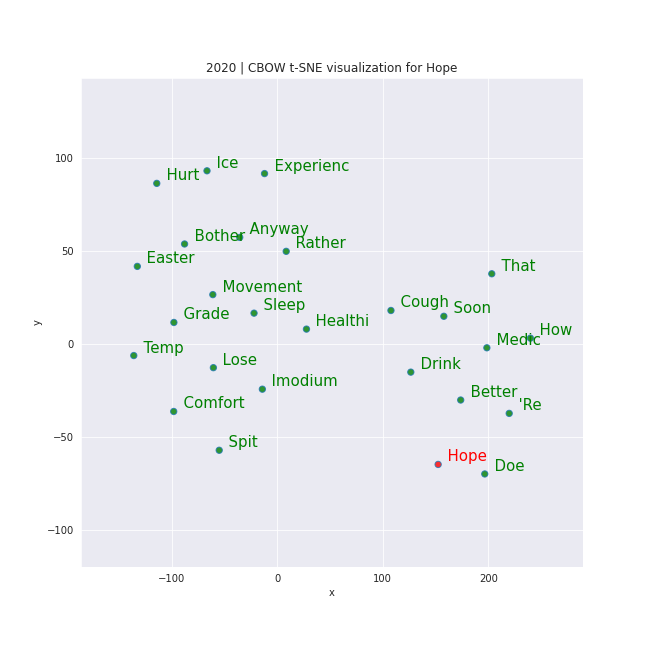 2020 | CBOW t-SNE visualization for Hope
100
50
0
−50
−100
y
Ice
Experienc
Hurt
Anyway
Bother
Rather
Easter
That
Movement
Sleep
Cough
Soon
Grade
Healthi
How
Medic
Temp
Lose
Drink
Imodium
Better
Comfort
'Re
Spit
Hope
Doe
−100
0
100
200
x